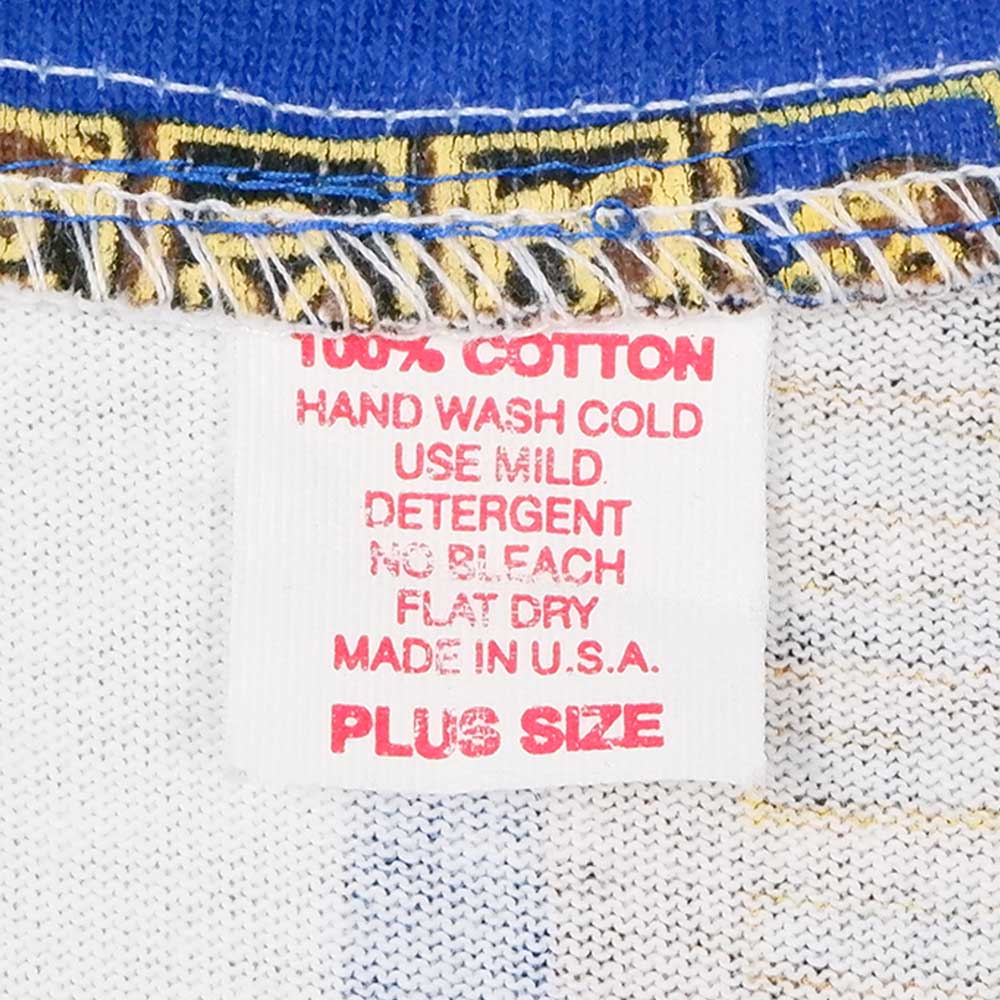 100% COTTON
HAND WASH COLD
USE MILD
DETERGENT
NO BLEACH
FLAT DRY
MADE IN U.S.A.
PLUS SIZE